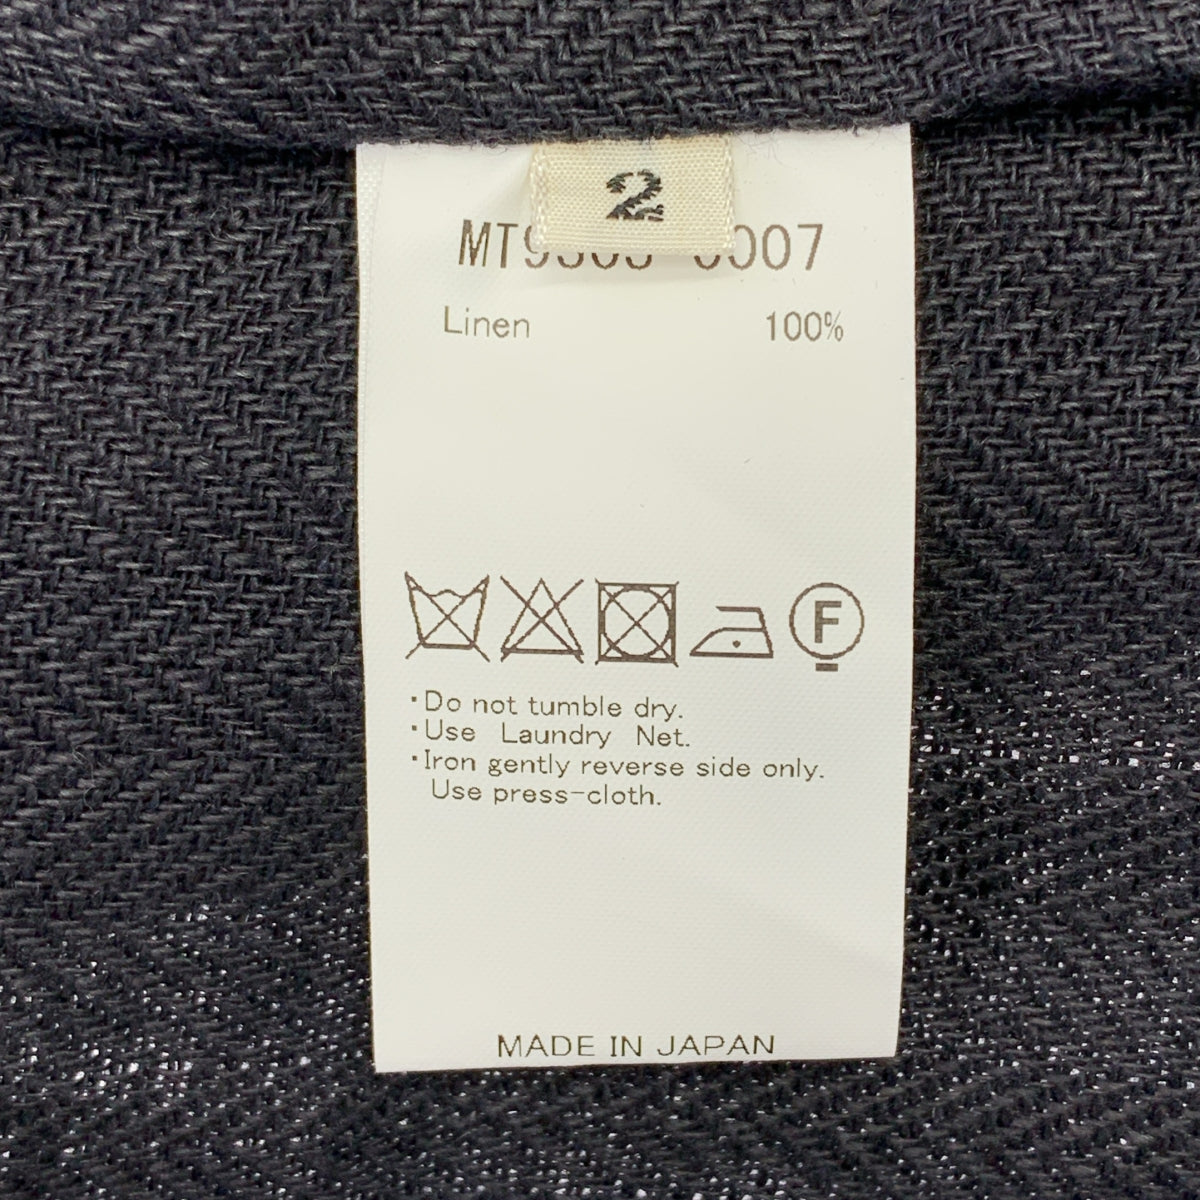 2
0007
Linen 100%
F
・Do not tumble dry.
・Use Laundry Net.
・Iron gently reverse side only.
Use press-cloth.
MADE IN JAPAN